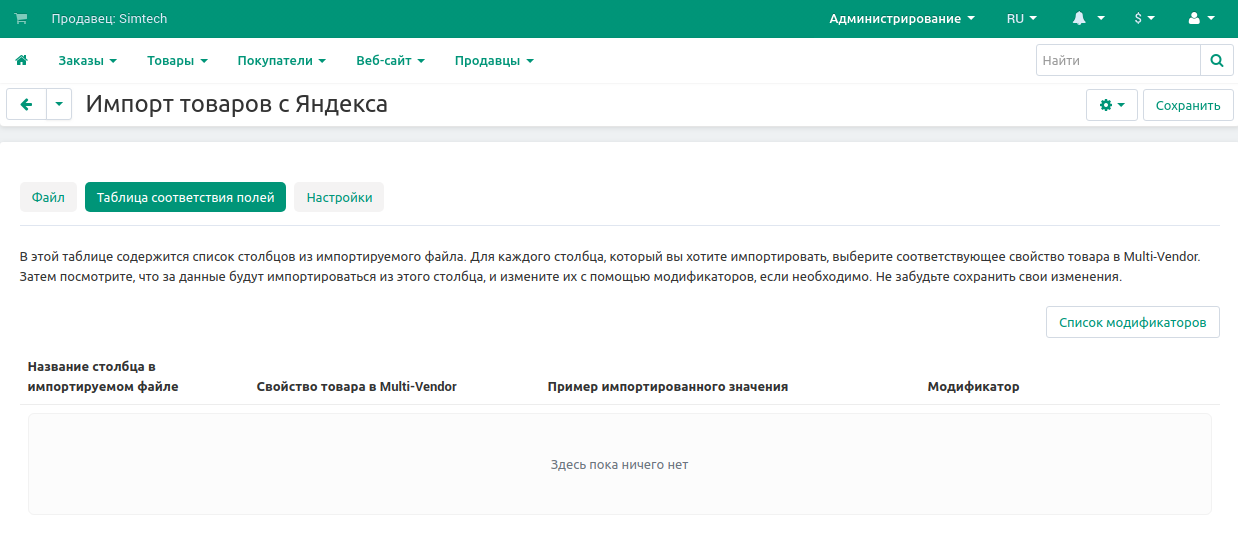 Продавец: Simtech
Администрирование
RU
$
Заказы
Товары
Покупатели
Веб-сайт
Продавцы
Найти
Импорт товаров с Яндекса
Сохранить
Файл
Таблица соответствия полей
Настройки
В этой таблице содержится список столбцов из импортируемого файла. Для каждого столбца, который вы хотите импортировать, выберите соответствующее свойство товара в Multi-Vendor.
Затем посмотрите, что за данные будут импортироваться из этого столбца, и измените их с помощью модификаторов, если необходимо. Не забудьте сохранить свои изменения.
Список модификаторов
Название столбца в
импортируемом файле
Свойство товара в Multi-Vendor
Пример импортированного значения
Модификатор
Здесь пока ничего нет